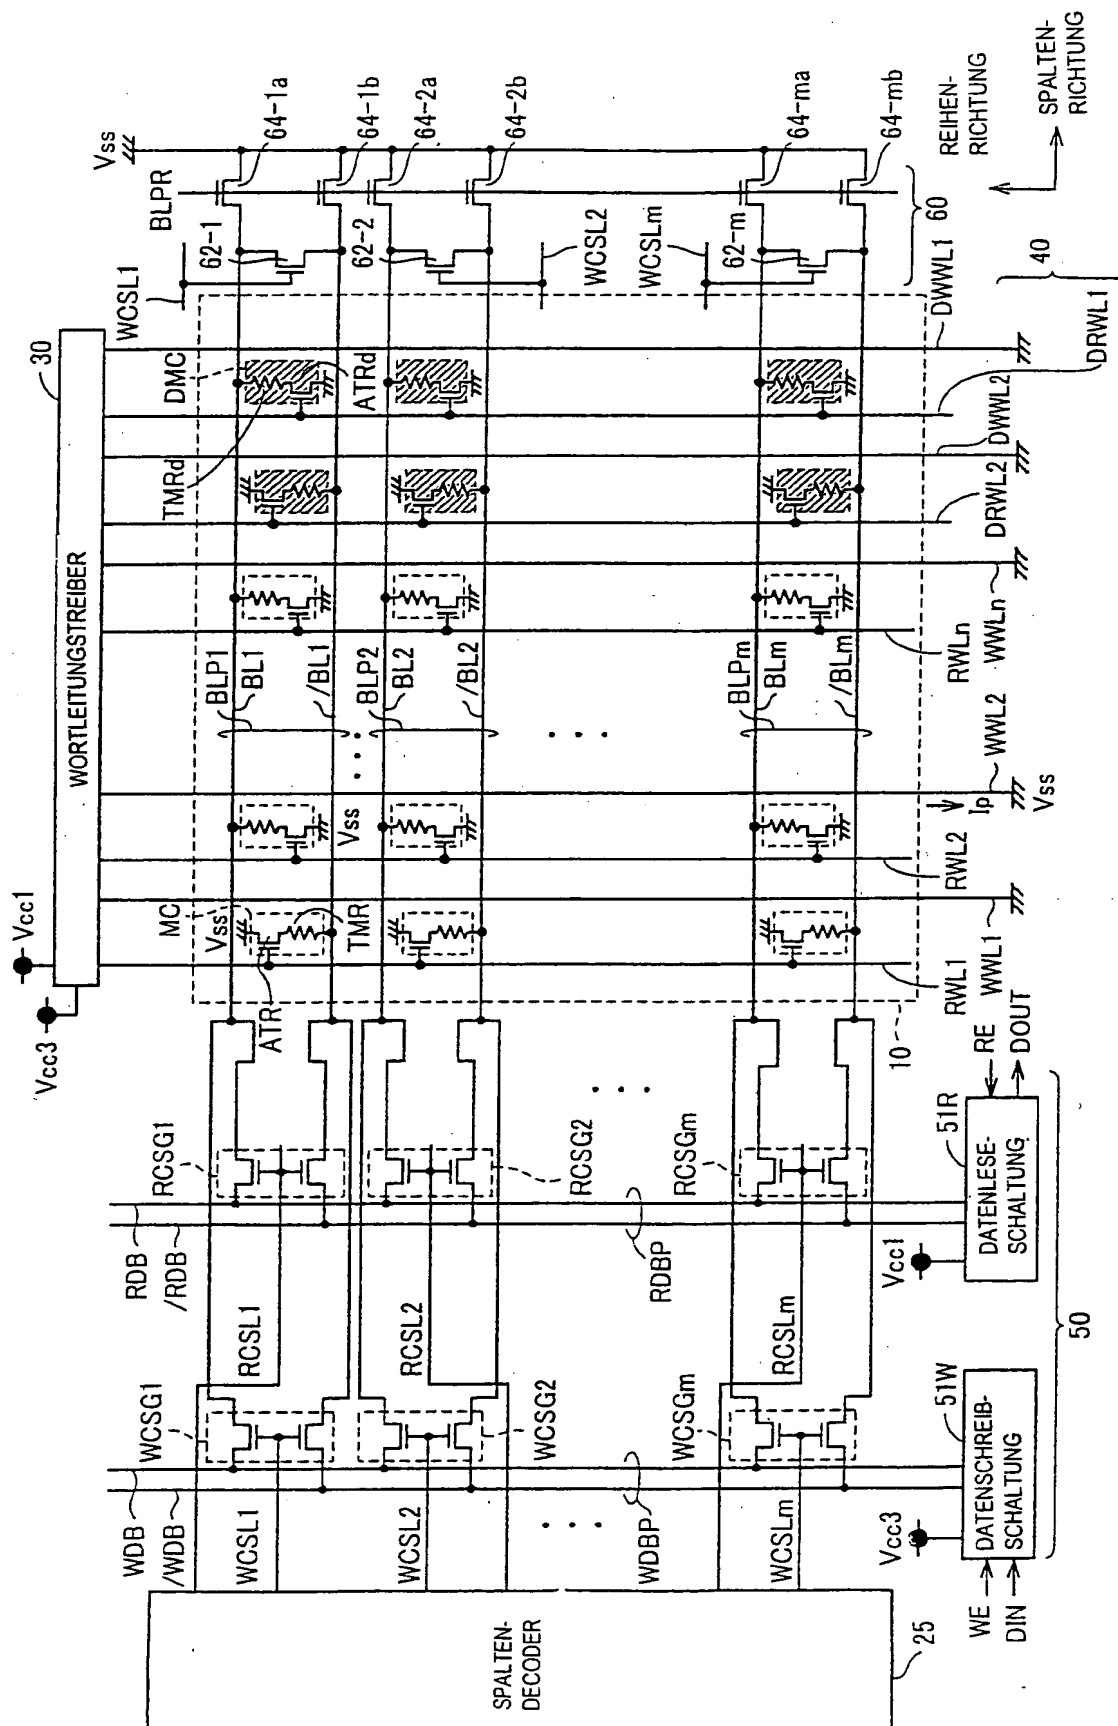 Vcc3
Vcc1
30
WORTLEITUNGSTREIBER
WCSL1
BLPR
Vss
64-1a
64-1b
64-2a
64-2b
64-ma
64-mb
62-1
62-2
62-m
WCSL2
WCSLm
60
REIHEN-
RICHTUNG
SPALTEN-
RICHTUNG
40
DMC
TMRd
ATRd
MC
Vss
ATR
TMR
Vss
BLP1
BL1
/BL1
BLP2
BL2
/BL2
BLPm
BLm
/BLm
DWWL1
DRWL1
DWWL2
DRWL2
WWLn
RWLn
WWL2
Ip
Vss
RWL2
WWL1
RWL1
10
RDB
/RDB
RCSG1
RCSG2
RCSGm
RDBP
RCSL1
RCSL2
RCSLm
WDB
/WDB
WCSG1
WCSG2
WCSGm
WDBP
WCSL1
WCSL2
WCSLm
SPALTEN-
DECODER
25
Vcc1
51R
DATENLESE-
SCHALTUNG
RE
DOUT
50
Vcc3
51W
DATENSCHREIB-
SCHALTUNG
WE
DIN